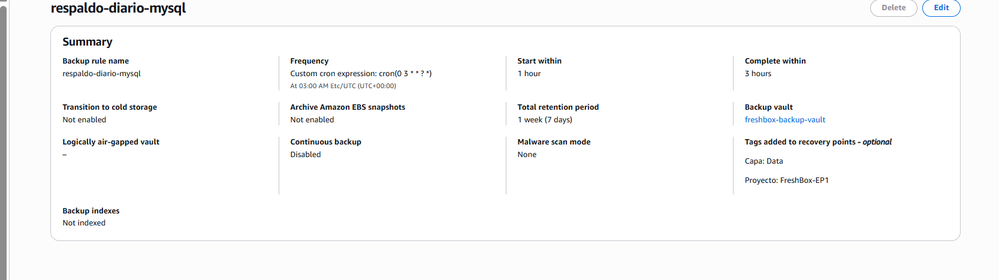 respaldo-diario-mysql
Delete
Edit
Summary
Backup rule name
respaldo-diario-mysql
Frequency
Custom cron expression: cron(0 3 * * ? *)
At 03:00 AM Etc/UTC (UTC+00:00)
Start within
1 hour
Complete within
3 hours
Transition to cold storage
Not enabled
Archive Amazon EBS snapshots
Not enabled
Total retention period
1 week (7 days)
Backup vault
freshbox-backup-vault
Logically air-gapped vault
–
Continuous backup
Disabled
Malware scan mode
None
Tags added to recovery points - optional
Capa: Data
Proyecto: FreshBox-EP1
Backup indexes
Not indexed